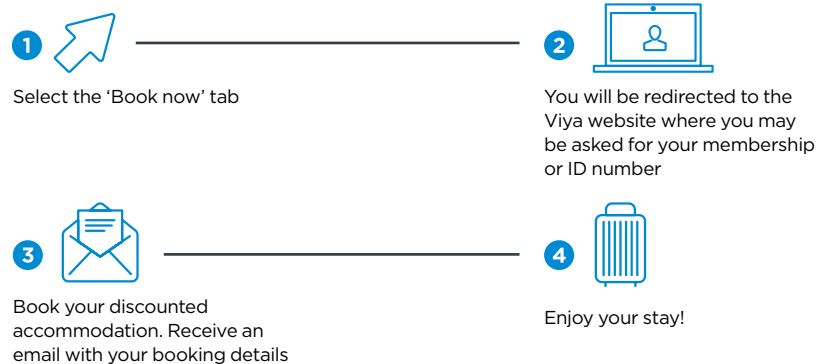 1
Select the ‘Book now’ tab
2
You will be redirected to the
Viya website where you may
be asked for your membership
or ID number
3
Book your discounted
accommodation. Receive an
email with your booking details
4
Enjoy your stay!